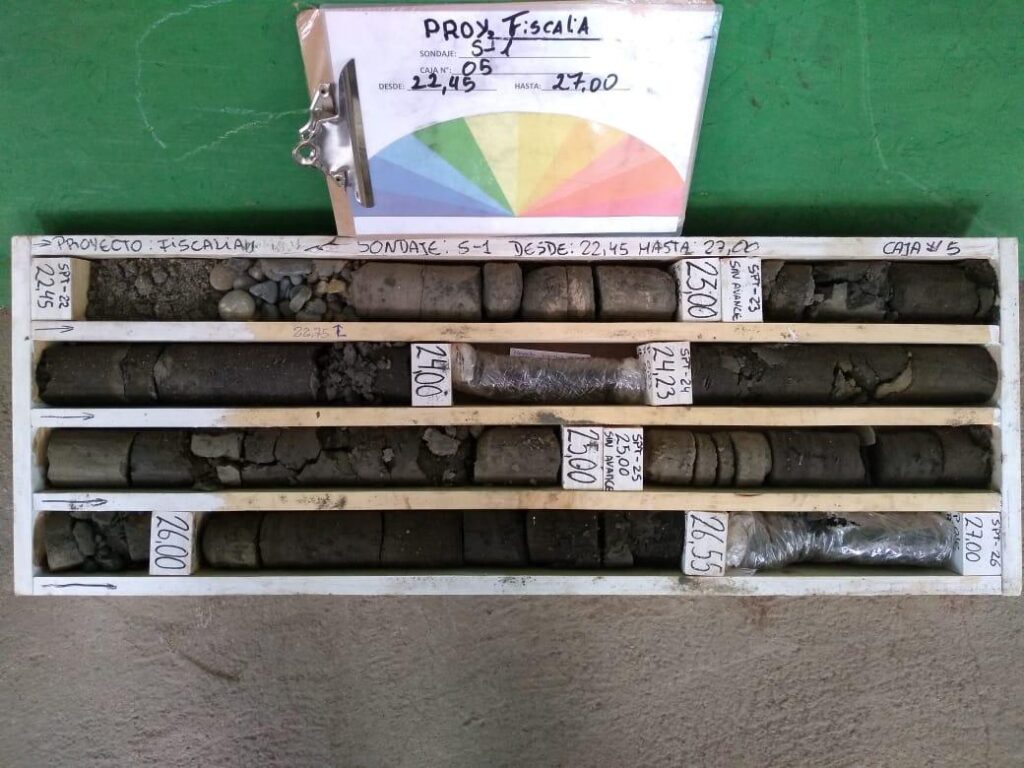 PROY. FISCALIA
SONDAJE: S-1
CAJA N°: 05
DESDE: 22,45 HASTA: 27,00
PROYECTO: FISCALIA SONDAJE: S-1 DESDE: 22,45 HASTA: 27,00 CAJA # 5
SPT-22
22,45
23,00
SPT-23
SIN AVANCE
22,75
24,00
SPT-24
24,23
25,00
SPT-25
25,00
SIN AVANCE
26,00
26,55
SPT-26
27,00